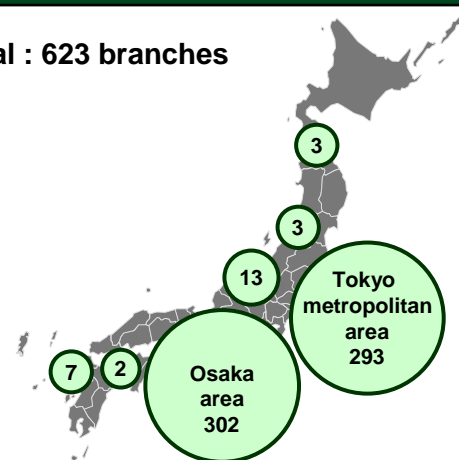 al : 623 branches
3
3
13
Tokyo
metropolitan
area
293
7
2
Osaka
area
302